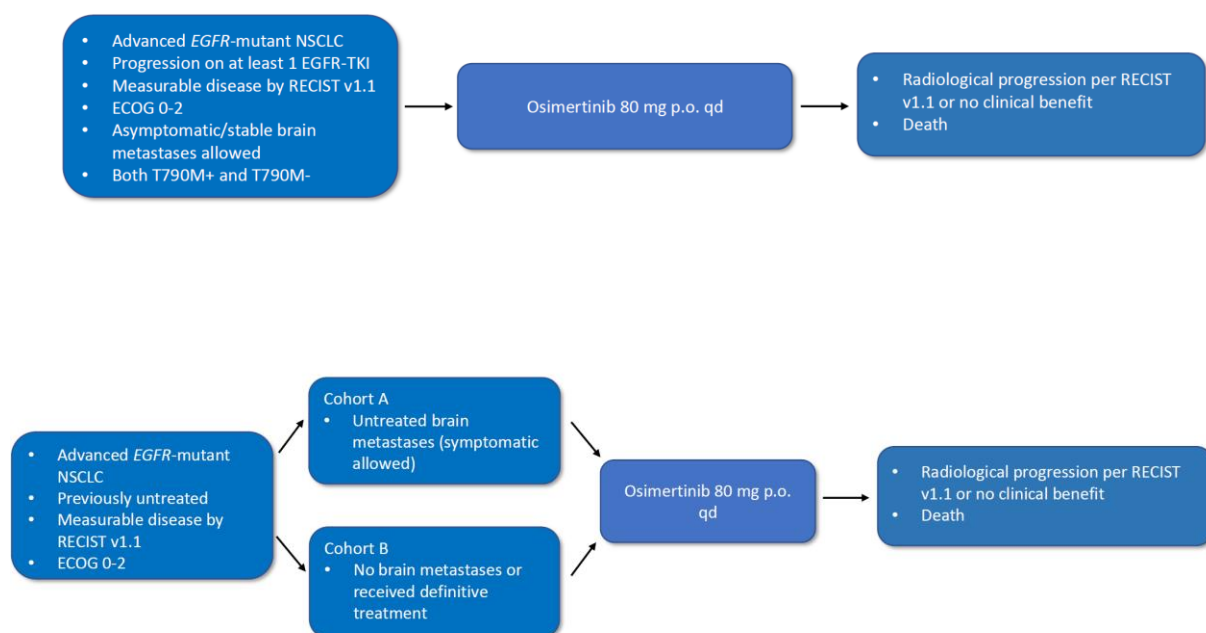 • Advanced EGFR-mutant NSCLC
• Progression on at least 1 EGFR-TKI
• Measurable disease by RECIST v1.1
• ECOG 0-2
• Asymptomatic/stable brain
metastases allowed
• Both T790M+ and T790M-
Osimertinib 80 mg p.o. qd
• Radiological progression per RECIST
v1.1 or no clinical benefit
• Death
• Advanced EGFR-mutant
NSCLC
• Previously untreated
• Measurable disease by
RECIST v1.1
• ECOG 0-2
Cohort A
• Untreated brain
metastases (symptomatic
allowed)
Cohort B
• No brain metastases or
received definitive
treatment
Osimertinib 80 mg p.o.
qd
• Radiological progression per RECIST
v1.1 or no clinical benefit
• Death